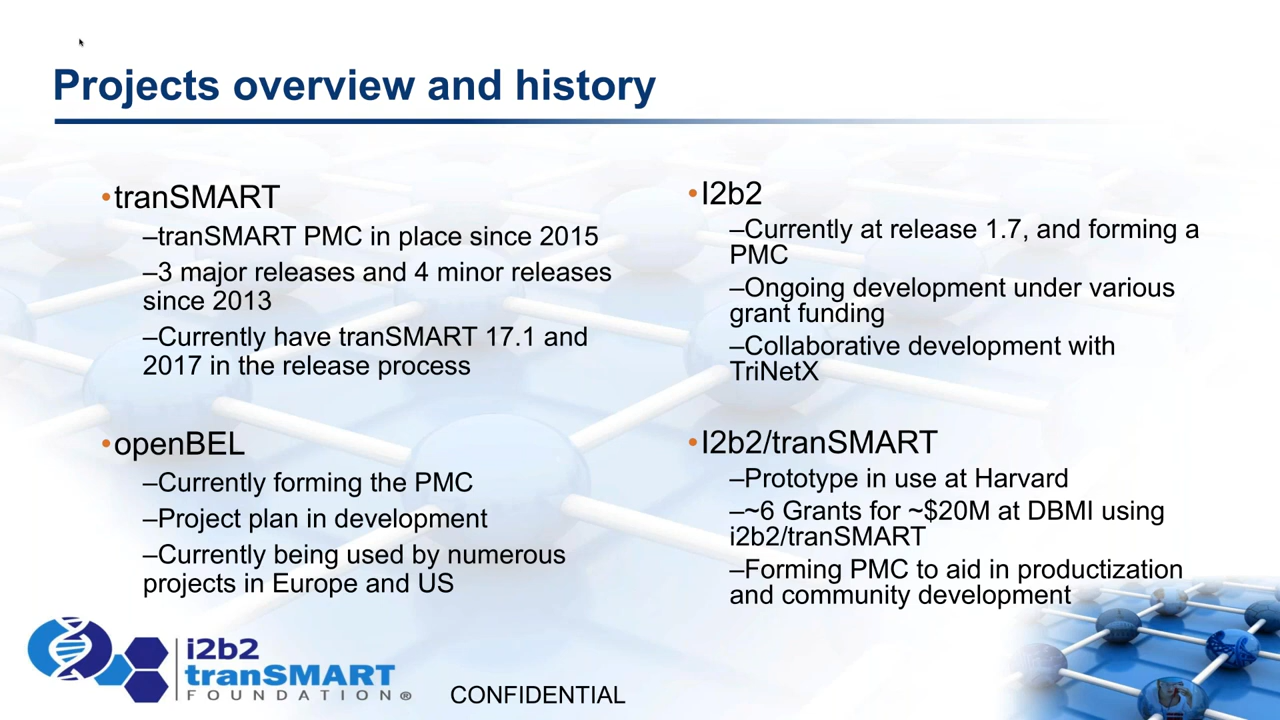 Projects overview and history
•tranSMART
–tranSMART PMC in place since 2015
–3 major releases and 4 minor releases
since 2013
–Currently have tranSMART 17.1 and
2017 in the release process
•openBEL
–Currently forming the PMC
–Project plan in development
–Currently being used by numerous
projects in Europe and US
•I2b2
–Currently at release 1.7, and forming a
PMC
–Ongoing development under various
grant funding
–Collaborative development with
TriNetX
•I2b2/tranSMART
–Prototype in use at Harvard
–~6 Grants for ~$20M at DBMI using
i2b2/tranSMART
–Forming PMC to aid in productization
and community development
i2b2
tranSMART
FOUNDATION®
CONFIDENTIAL